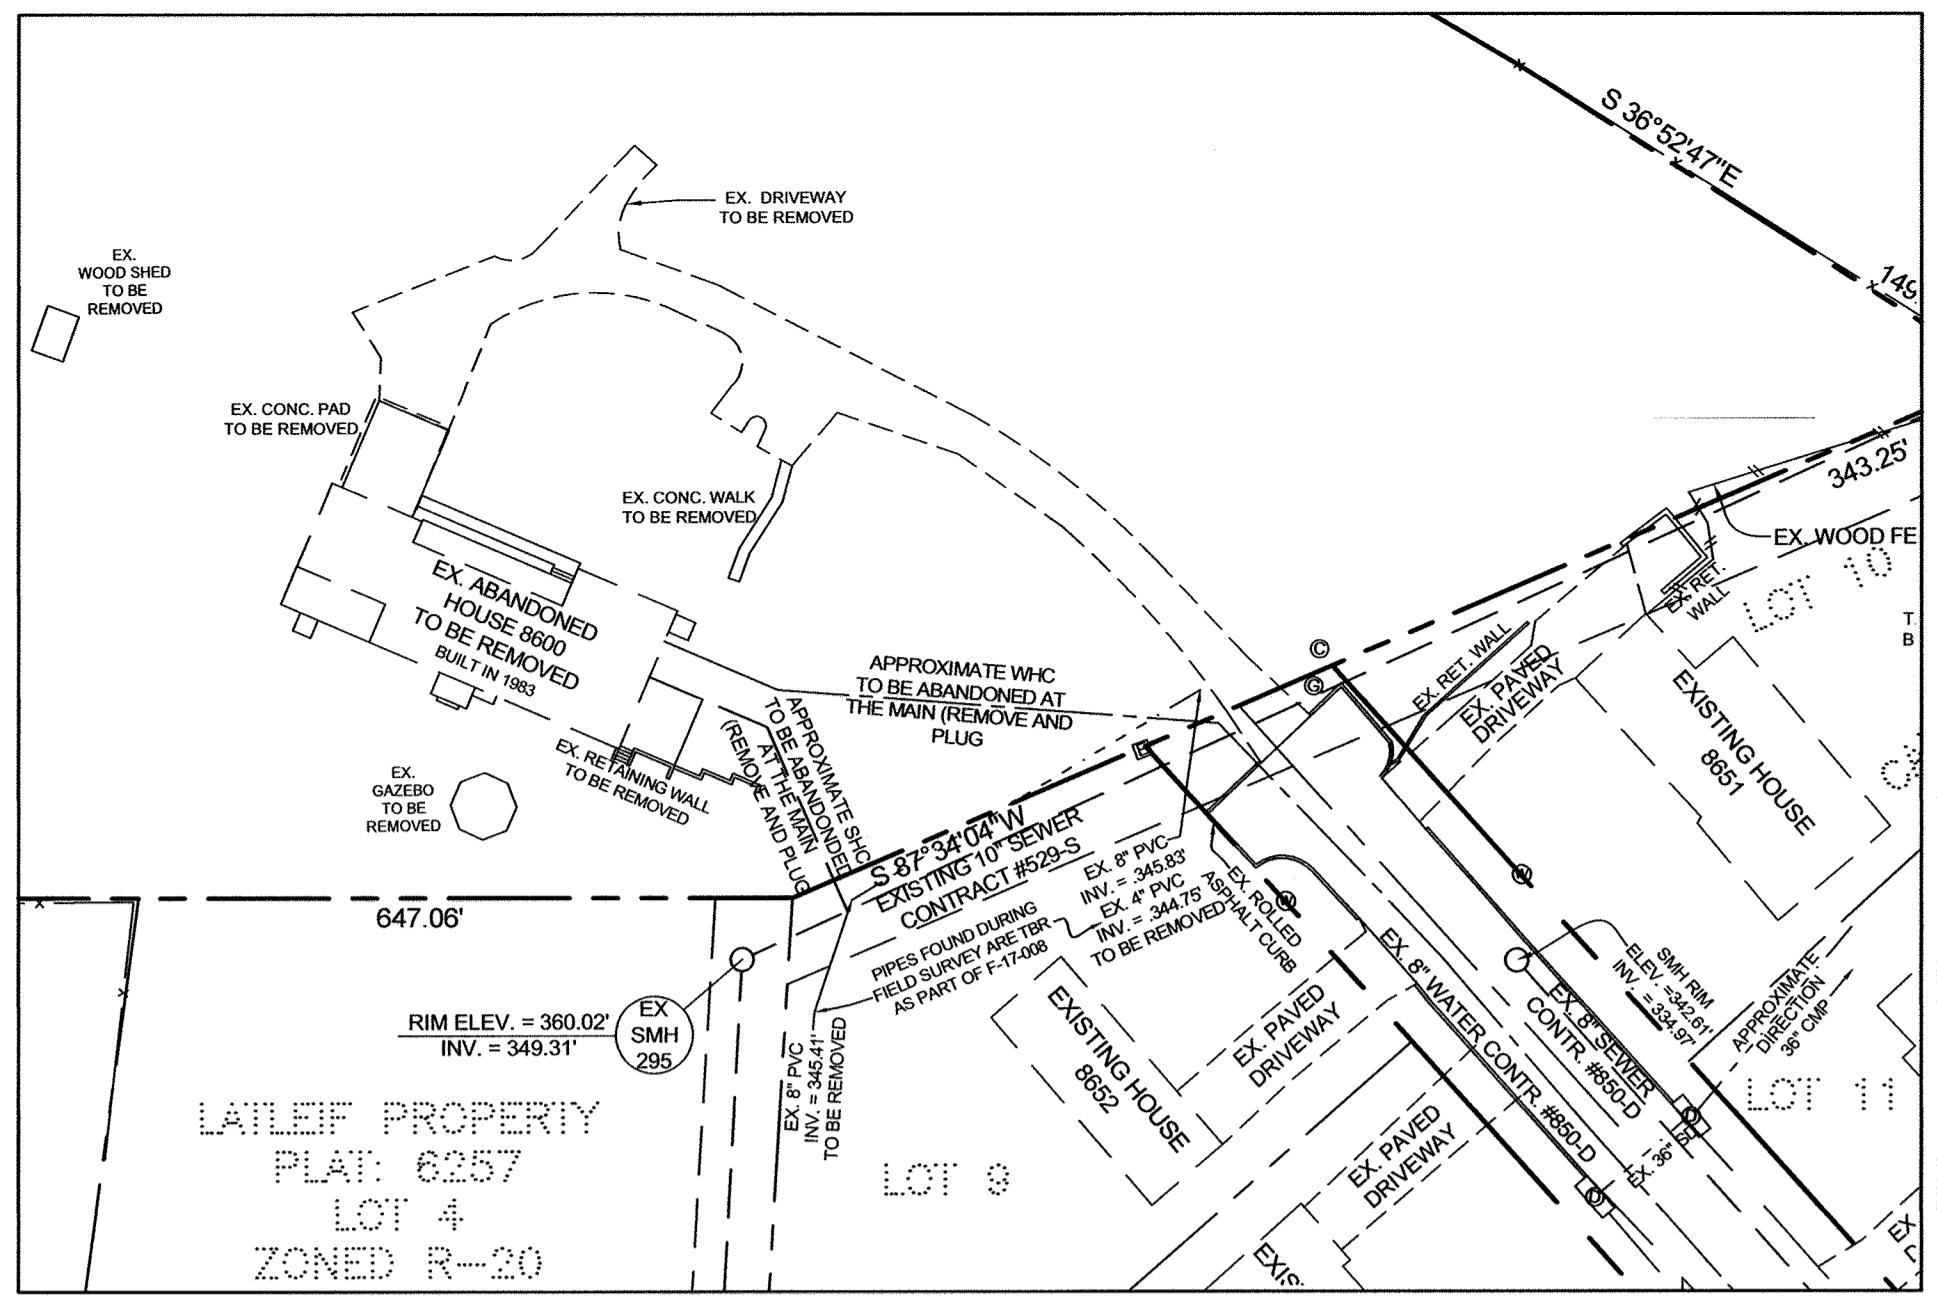 S 36°52'47"E
149.
EX. DRIVEWAY
TO BE REMOVED
EX.
WOOD SHED
TO BE
REMOVED
EX. CONC. PAD
TO BE REMOVED
EX. CONC. WALK
TO BE REMOVED
343.25'
EX. WOOD FE
LOT 10
EX. RET.
WALL
T
B
EX. ABANDONED
HOUSE 8600
TO BE REMOVED
BUILT IN 1983
APPROXIMATE WHC
TO BE ABANDONED AT
THE MAIN (REMOVE AND
PLUG
C
G
EX. RET. WALL
EX. PAVED
DRIVEWAY
EXISTING HOUSE
8651
APPROXIMATE SHC
TO BE ABANDONED
AT THE MAIN
(REMOVE AND PLUG
EX. RETAINING WALL
TO BE REMOVED
EX.
GAZEBO
TO BE
REMOVED
E
S 87°34'04"W
EXISTING 10" SEWER
CONTRACT #529-S
EX. 8" PVC
INV. = .345.83'
EX. 4" PVC
INV. = .344.75'
TO BE REMOVED
EX. ROLLED
ASPHALT CURB
W
W
647.06'
PIPES FOUND DURING
FIELD SURVEY ARE TBR
AS PART OF F-17-008
RIM ELEV. = 360.02'
INV. = 349.31'
EX
SMH
295
EX. 8" PVC
INV. = 345.41'
TO BE REMOVED
EXISTING HOUSE
8652
EX. PAVED
DRIVEWAY
EX. 8" WATER CONTR. #850-D
EX. 8" SEWER
CONTR. #850-D
SMH RIM
ELEV. =342.61'
INV. = 334.97'
APPROXIMATE
DIRECTION
36" CMP
LOT 11
LATLEIF PROPERTY
PLAT: 6257
LOT 4
ZONED R-20
LOT 9
EX. PAVED
DRIVEWAY
EX. 36" SD
D
D
EXIS
EX